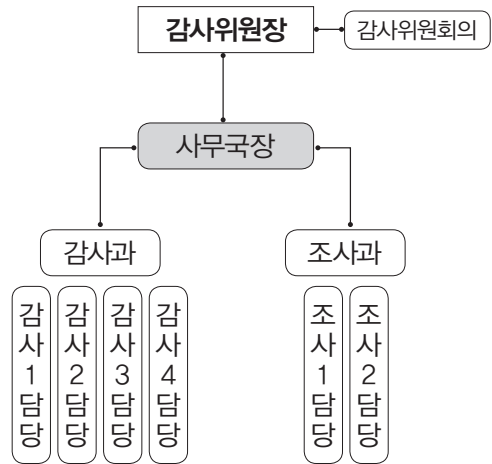 감사위원장
감사위원회의
사무국장
감사과
조사과
감사1담당
감사2담당
감사3담당
감사4담당
조사1담당
조사2담당